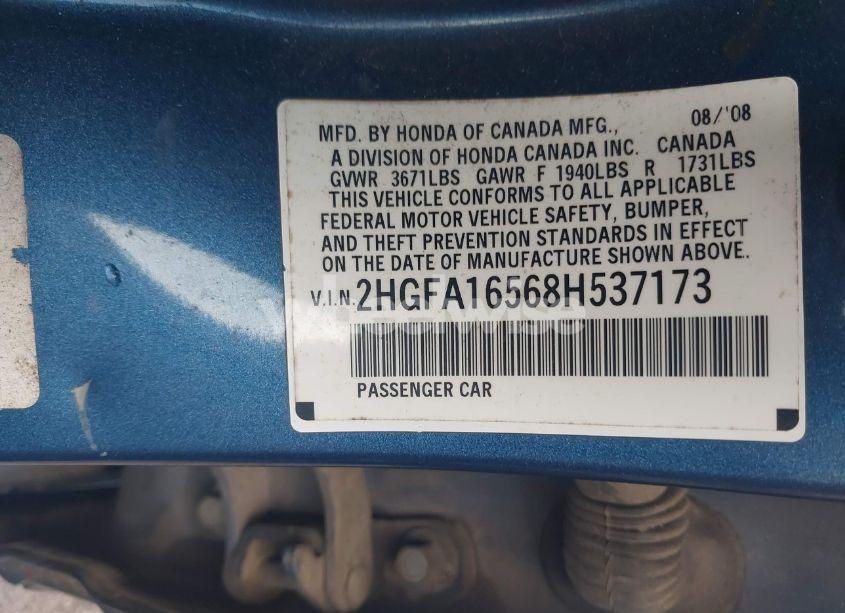 08/'08
MFD. BY HONDA OF CANADA MFG.,
A DIVISION OF HONDA CANADA INC. CANADA
GVWR 3671LBS GAWR F 1940LBS R 1731LBS
THIS VEHICLE CONFORMS TO ALL APPLICABLE
FEDERAL MOTOR VEHICLE SAFETY, BUMPER,
AND THEFT PREVENTION STANDARDS IN EFFECT
ON THE DATE OF MANUFACTURE SHOWN ABOVE.
V.I.N. 2HGFA16568H537173
PASSENGER CAR